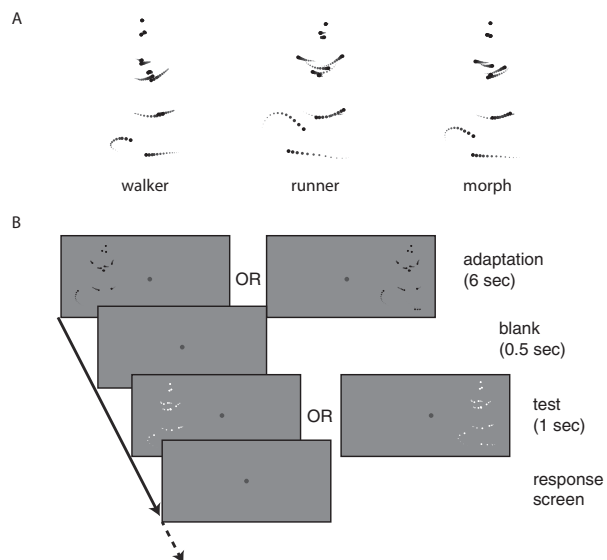 A
walker runner morph
B
OR
adaptation
(6 sec)
blank
(0.5 sec)
OR
test
(1 sec)
response
screen